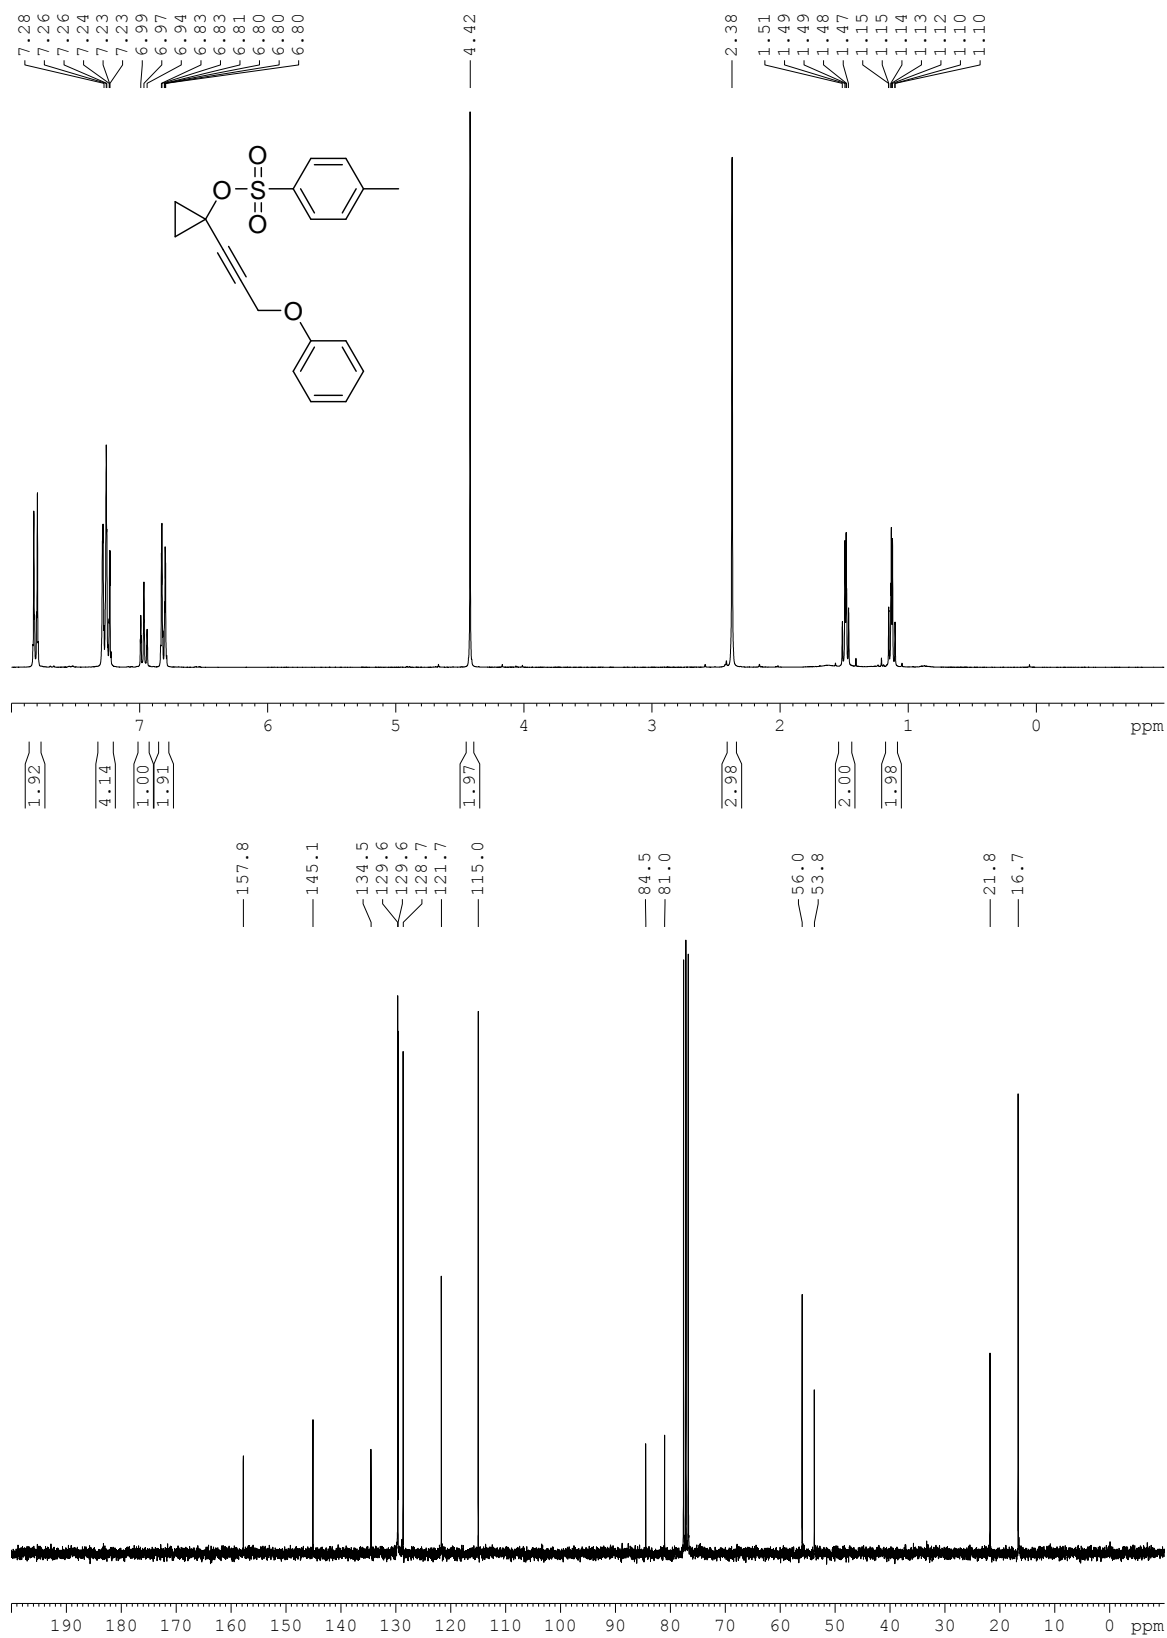 7.28 7.26 7.26 7.24 7.23 7.23 6.99 6.97 6.94 6.83 6.83 6.81 6.80 6.80 6.80 4.42 2.38 1.51 1.49 1.49 1.48 1.47 1.15 1.15 1.14 1.13 1.12 1.10 1.10
O
O S
O
O
7 6 5 4 3 2 1 0 ppm
1.92 4.14 1.00 1.91 1.97 2.98 2.00 1.98
157.8 145.1 134.5 129.6 129.6 128.7 121.7 115.0 84.5 81.0 56.0 53.8 21.8 16.7
190 180 170 160 150 140 130 120 110 100 90 80 70 60 50 40 30 20 10 0 ppm